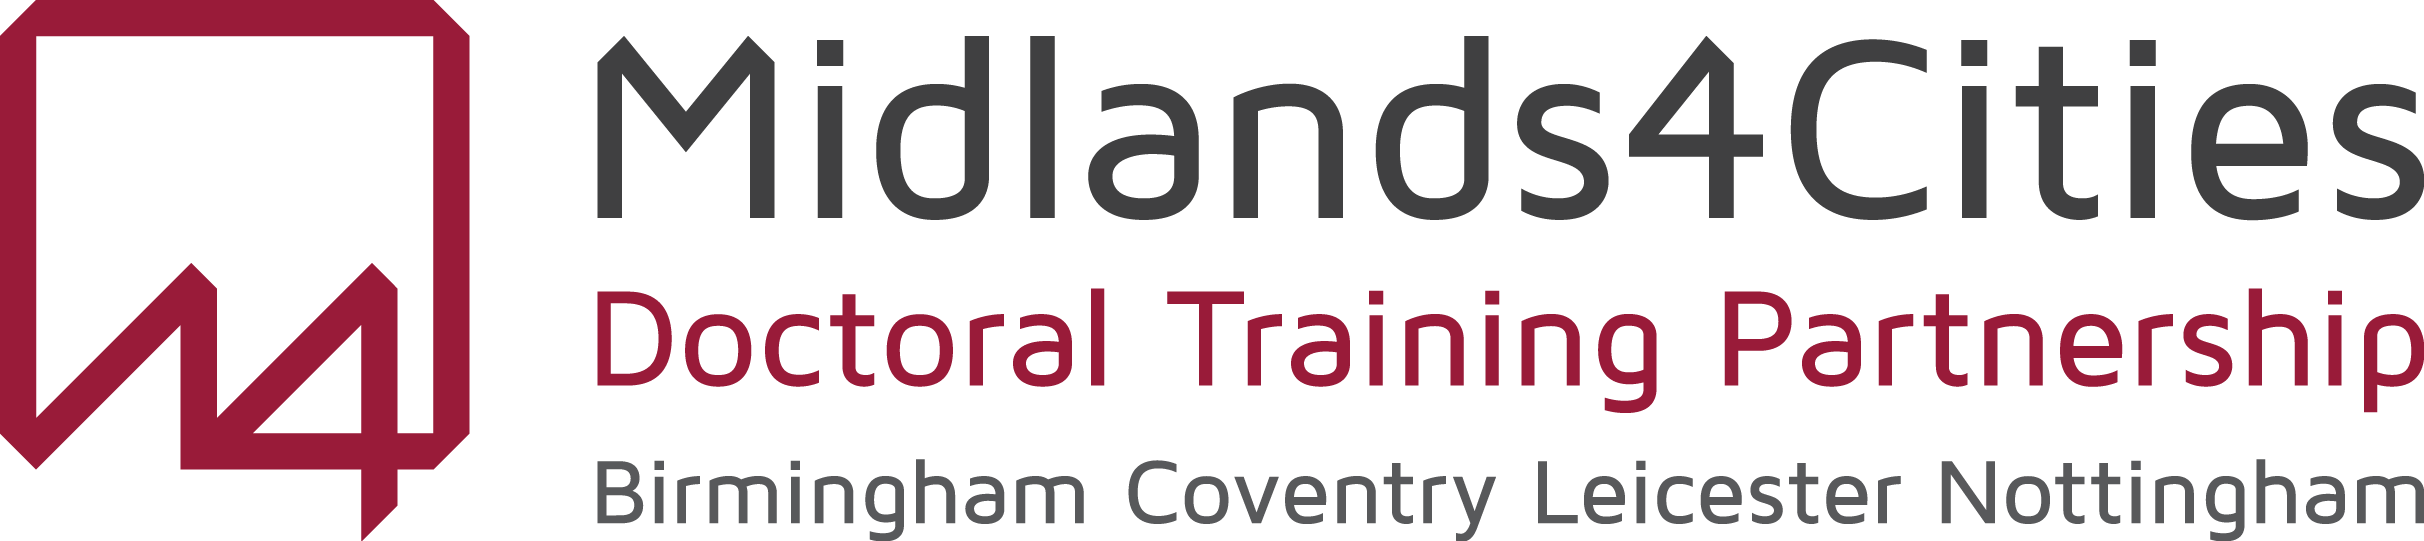 Midlands4Cities
Doctoral Training Partnership
Birmingham Coventry Leicester Nottingham